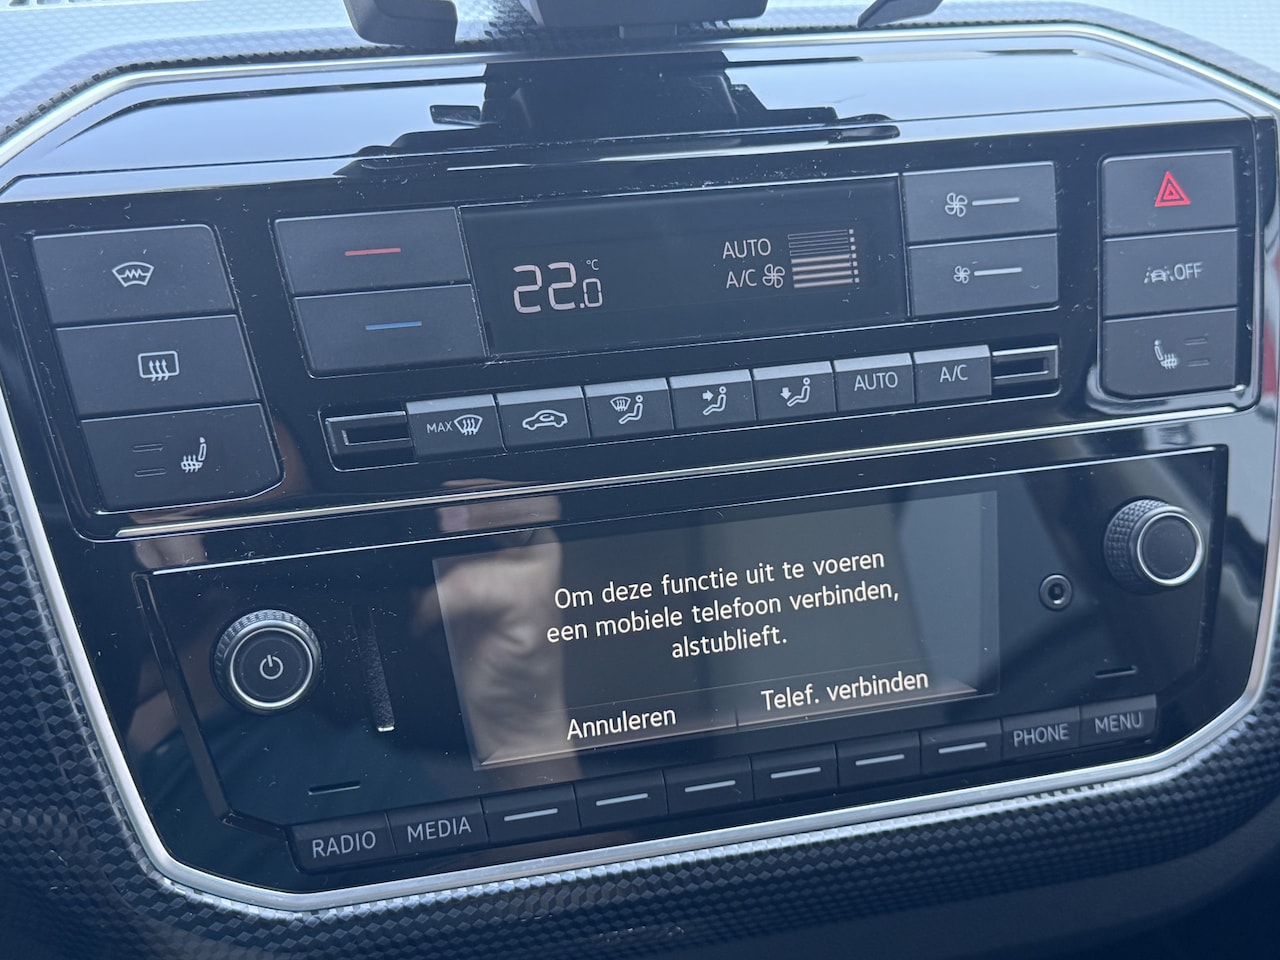 22.0 °C
AUTO
A/C
OFF
MAX
AUTO
A/C
Om deze functie uit te voeren
een mobiele telefoon verbinden,
alstublieft.
Annuleren
Telef. verbinden
RADIO
MEDIA
PHONE
MENU